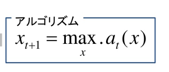 アルゴリズム
x_{t+1} = max_x . a_t(x)